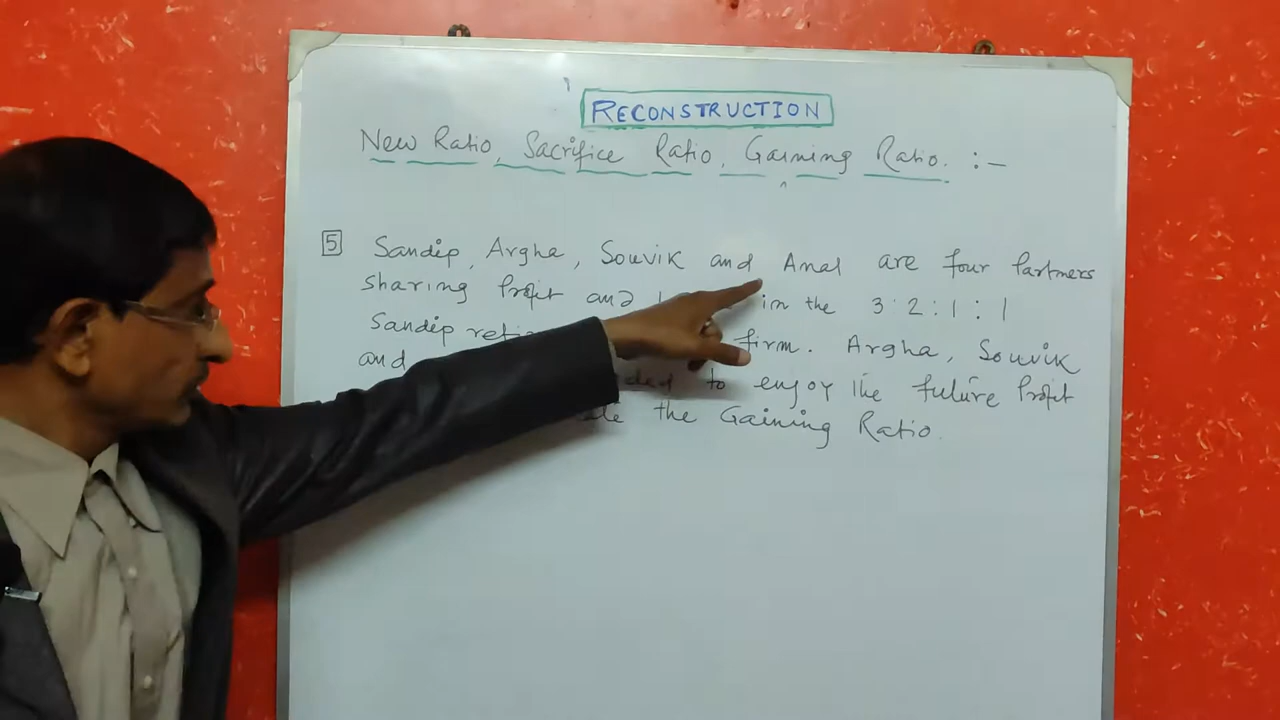 RECONSTRUCTION
New Ratio, Sacrifice Ratio, Gaining Ratio. :-
5 Sandip, Argha, Souvik and Amal are four Partners
sharing Profit and in the 3:2:1:1
Sandip firm. Argha, Souvik
and to enjoy the future Profit
the Gaining Ratio.